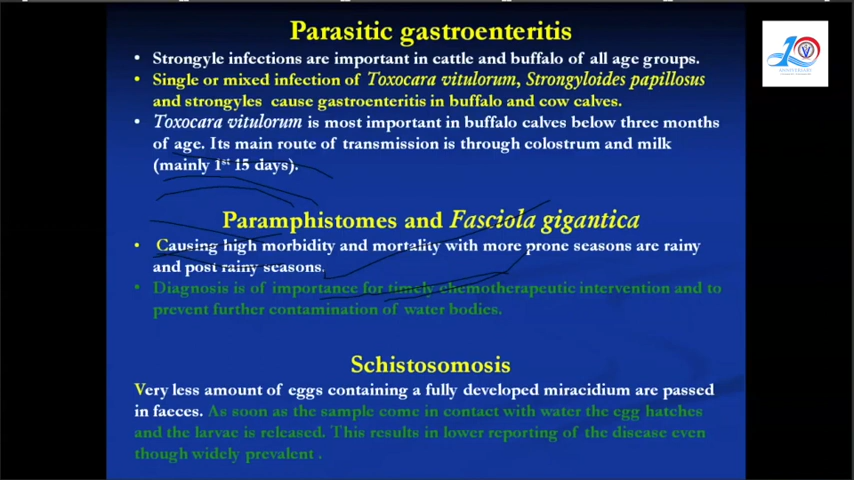 Parasitic gastroenteritis
• Strongyle infections are important in cattle and buffalo of all age groups.
• Single or mixed infection of Toxocara vitulorum, Strongyloides papillosus
and strongyles cause gastroenteritis in buffalo and cow calves.
• Toxocara vitulorum is most important in buffalo calves below three months
of age. Its main route of transmission is through colostrum and milk
(mainly 1st 15 days).
Paramphistomes and Fasciola gigantica
• Causing high morbidity and mortality with more prone seasons are rainy
and post rainy seasons.
• Diagnosis is of importance for timely chemotherapeutic intervention and to
prevent further contamination of water bodies.
Schistosomosis
Very less amount of eggs containing a fully developed miracidium are passed
in faeces. As soon as the sample come in contact with water the egg hatches
and the larvae is released. This results in lower reporting of the disease even
though widely prevalent .